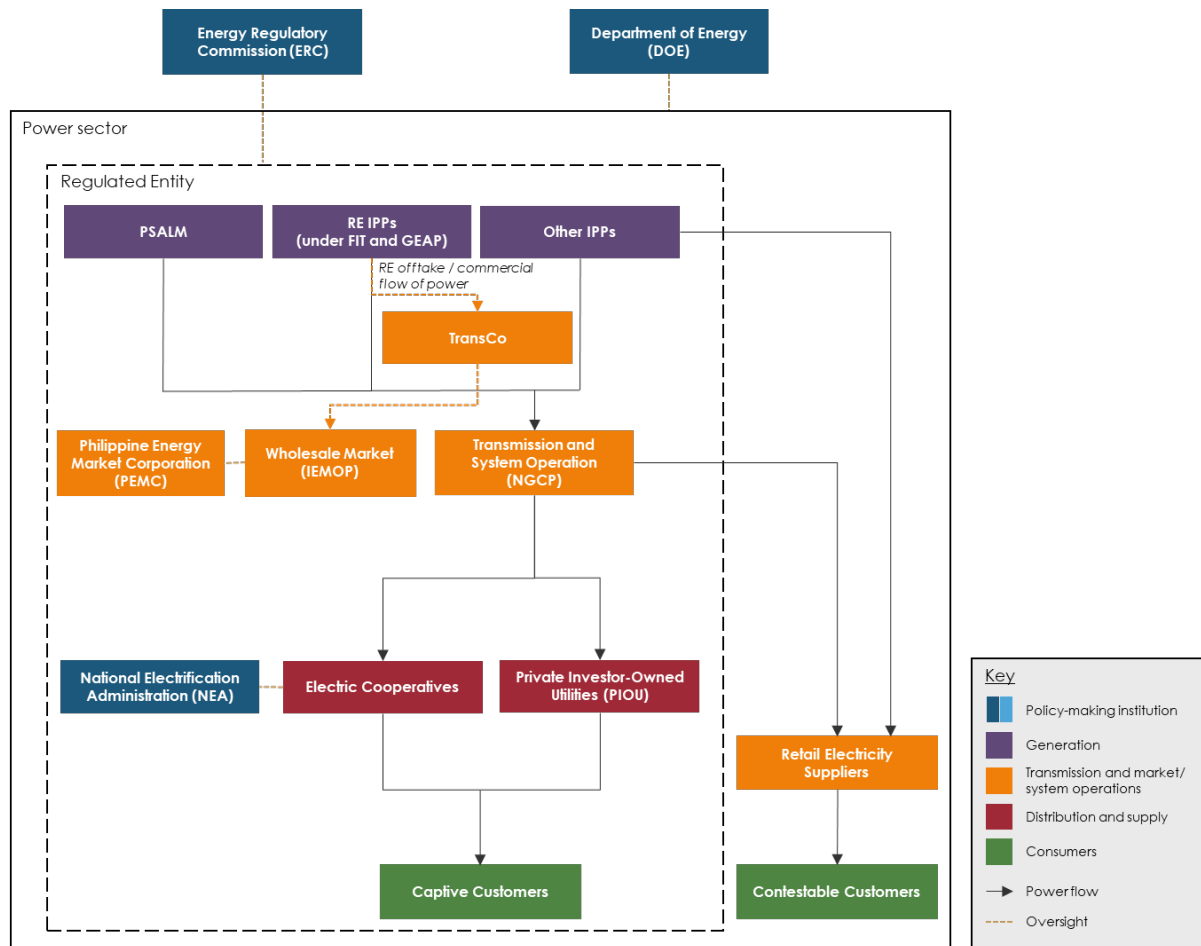 Energy Regulatory
Commission (ERC)
Department of Energy
(DOE)
Power sector
Regulated Entity
PSALM
RE IPPs
(under FIT and GEAP)
Other IPPs
RE offtake / commercial
flow of power
TransCo
Philippine Energy
Market Corporation
(PEMC)
Wholesale Market
(IEMOP)
Transmission and
System Operation
(NGCP)
National Electrification
Administration (NEA)
Electric Cooperatives
Private Investor-Owned
Utilities (PIOU)
Retail Electricity
Suppliers
Captive Customers
Contestable Customers
Key
Policy-making institution
Generation
Transmission and market/
system operations
Distribution and supply
Consumers
Power flow
Oversight